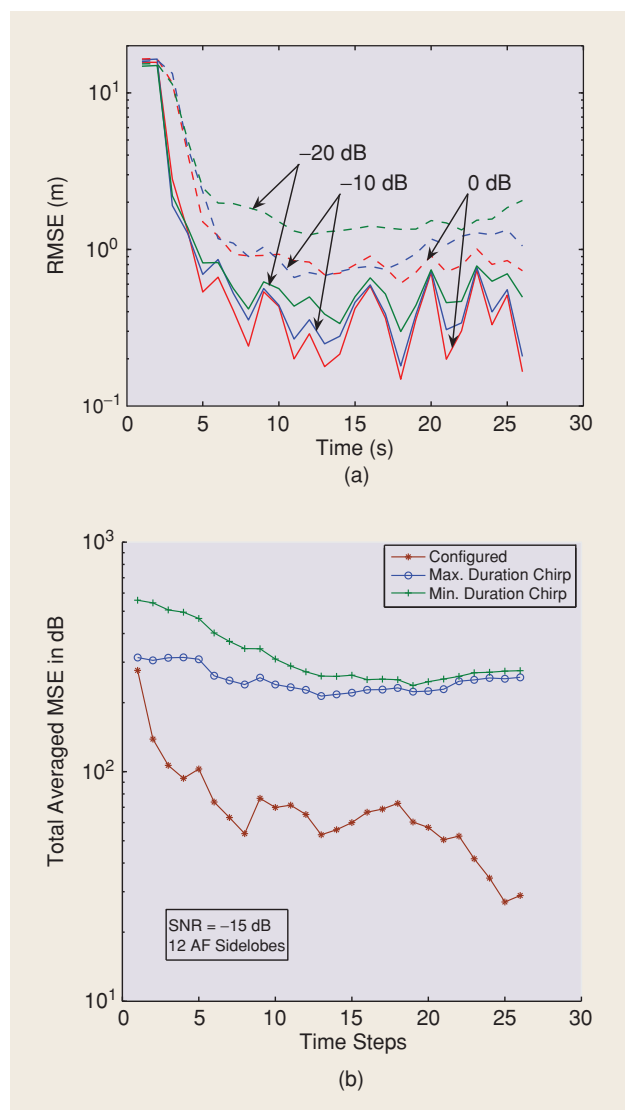 10^1
10^0
10^-1
RMSE (m)
−20 dB
−10 dB
0 dB
0 5 10 15 20 25 30
Time (s)
(a)
10^3
10^2
10^1
Total Averaged MSE in dB
Configured
Max. Duration Chirp
Min. Duration Chirp
SNR = −15 dB
12 AF Sidelobes
0 5 10 15 20 25 30
Time Steps
(b)